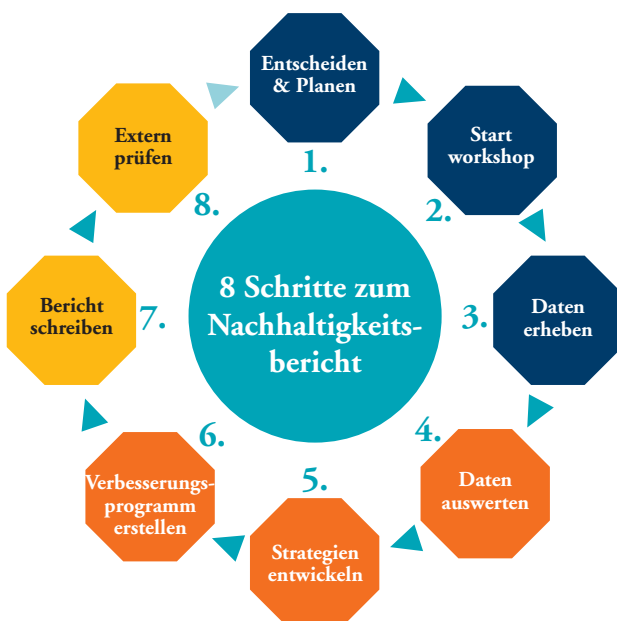 8 Schritte zum
Nachhaltigkeits-
bericht
1.
Entscheiden
& Planen
2.
Start
workshop
3.
Daten
erheben
4.
Daten
auswerten
5.
Strategien
entwickeln
6.
Verbesserungs-
programm
erstellen
7.
Bericht
schreiben
8.
Extern
prüfen